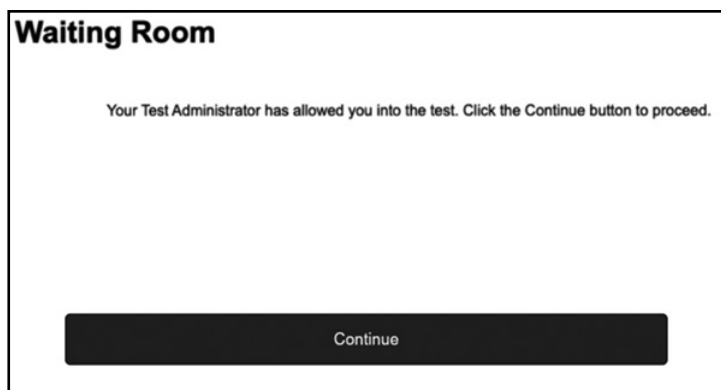 Waiting Room
Your Test Administrator has allowed you into the test. Click the Continue button to proceed.
Continue